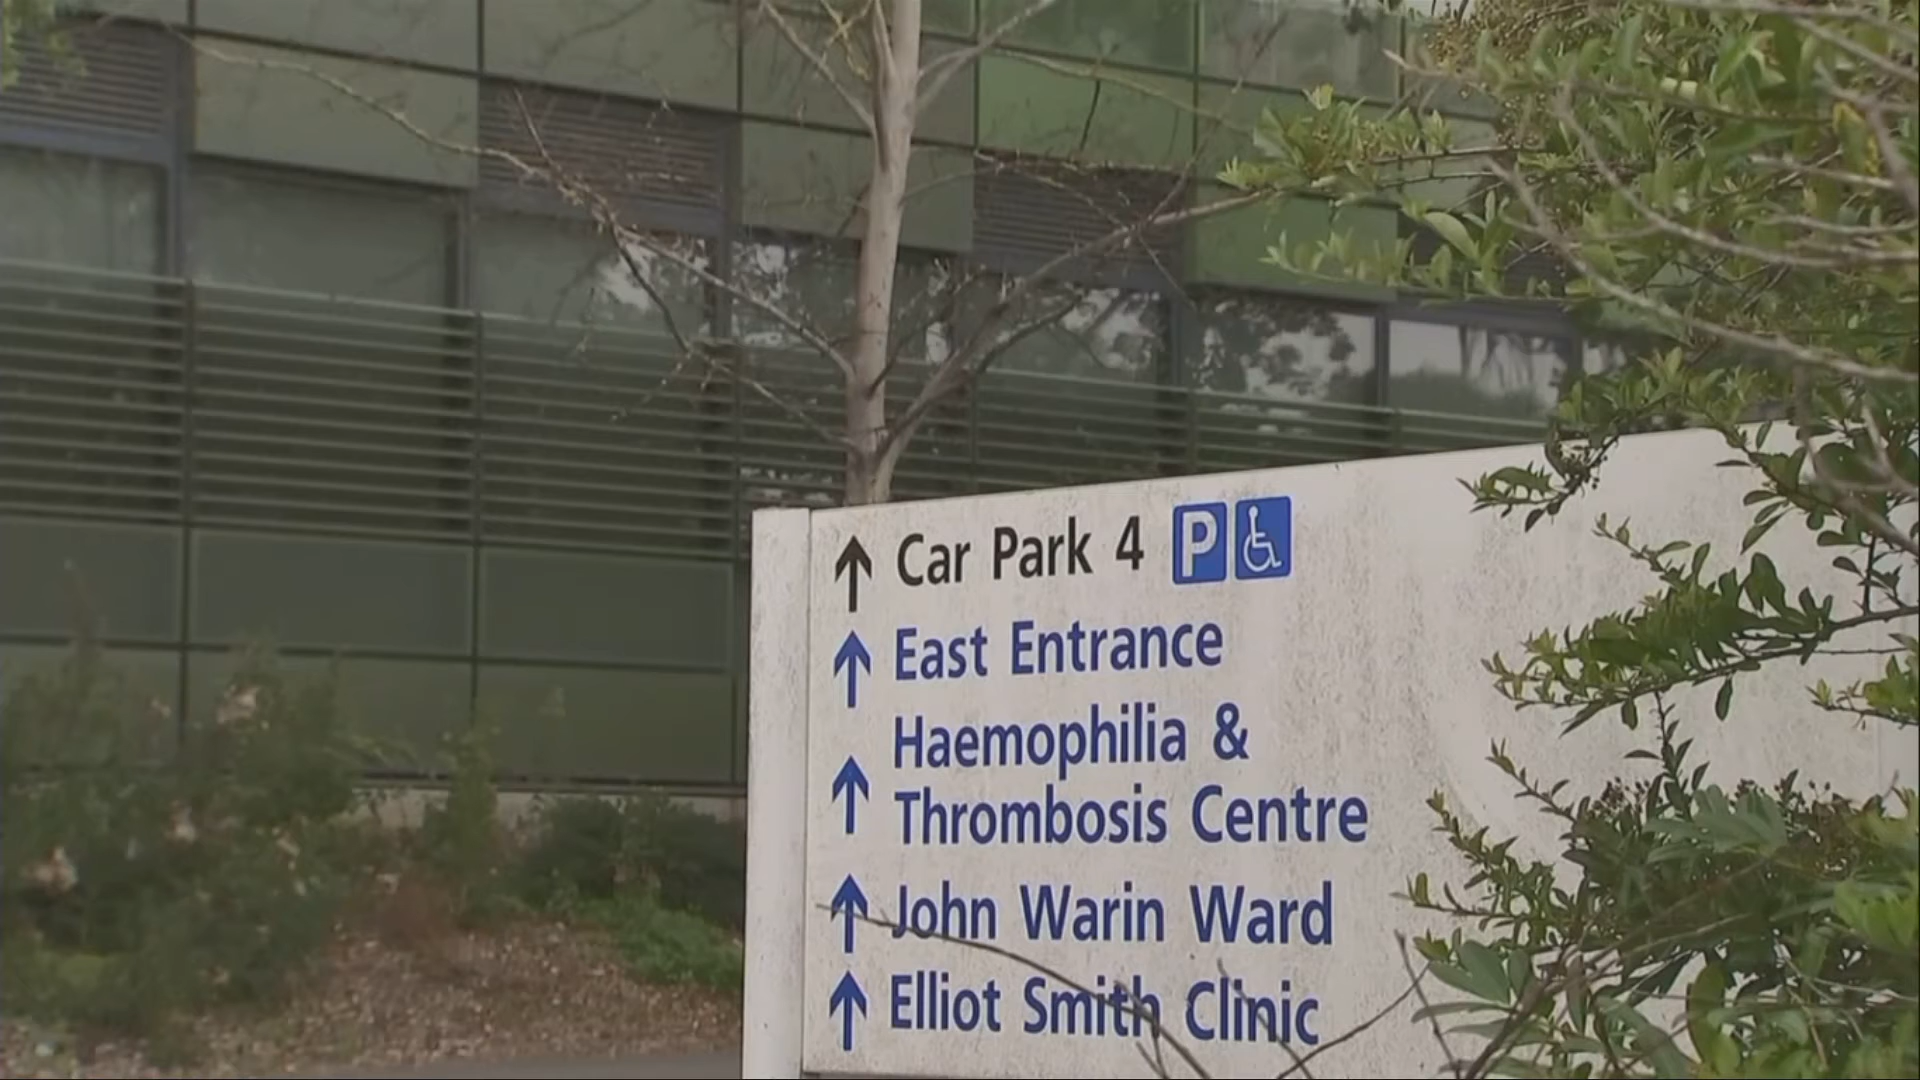 Car Park 4 P
East Entrance
Haemophilia &
Thrombosis Centre
John Warin Ward
Elliot Smith Clinic